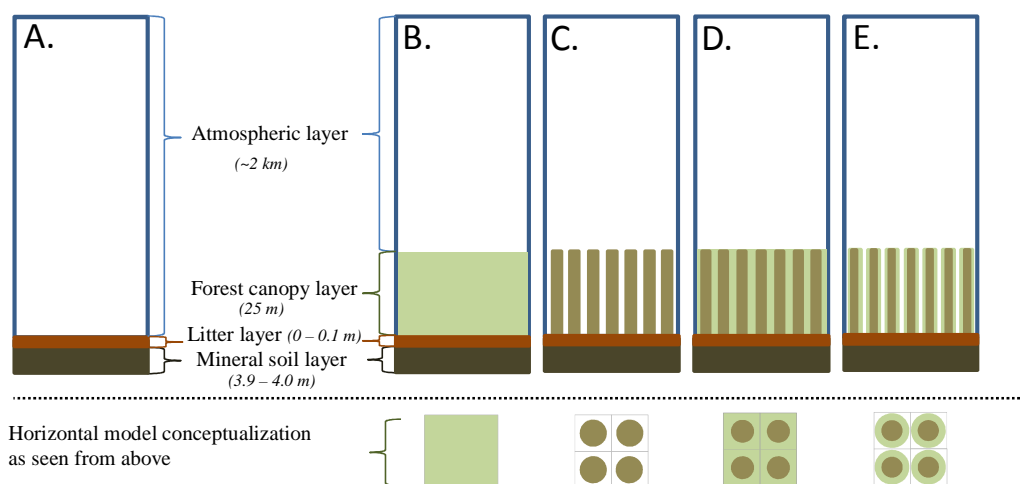 A.
B.
C.
D.
E.
Atmospheric layer
(~2 km)
Forest canopy layer
(25 m)
Litter layer (0 – 0.1 m)
Mineral soil layer
(3.9 – 4.0 m)
Horizontal model conceptualization
as seen from above